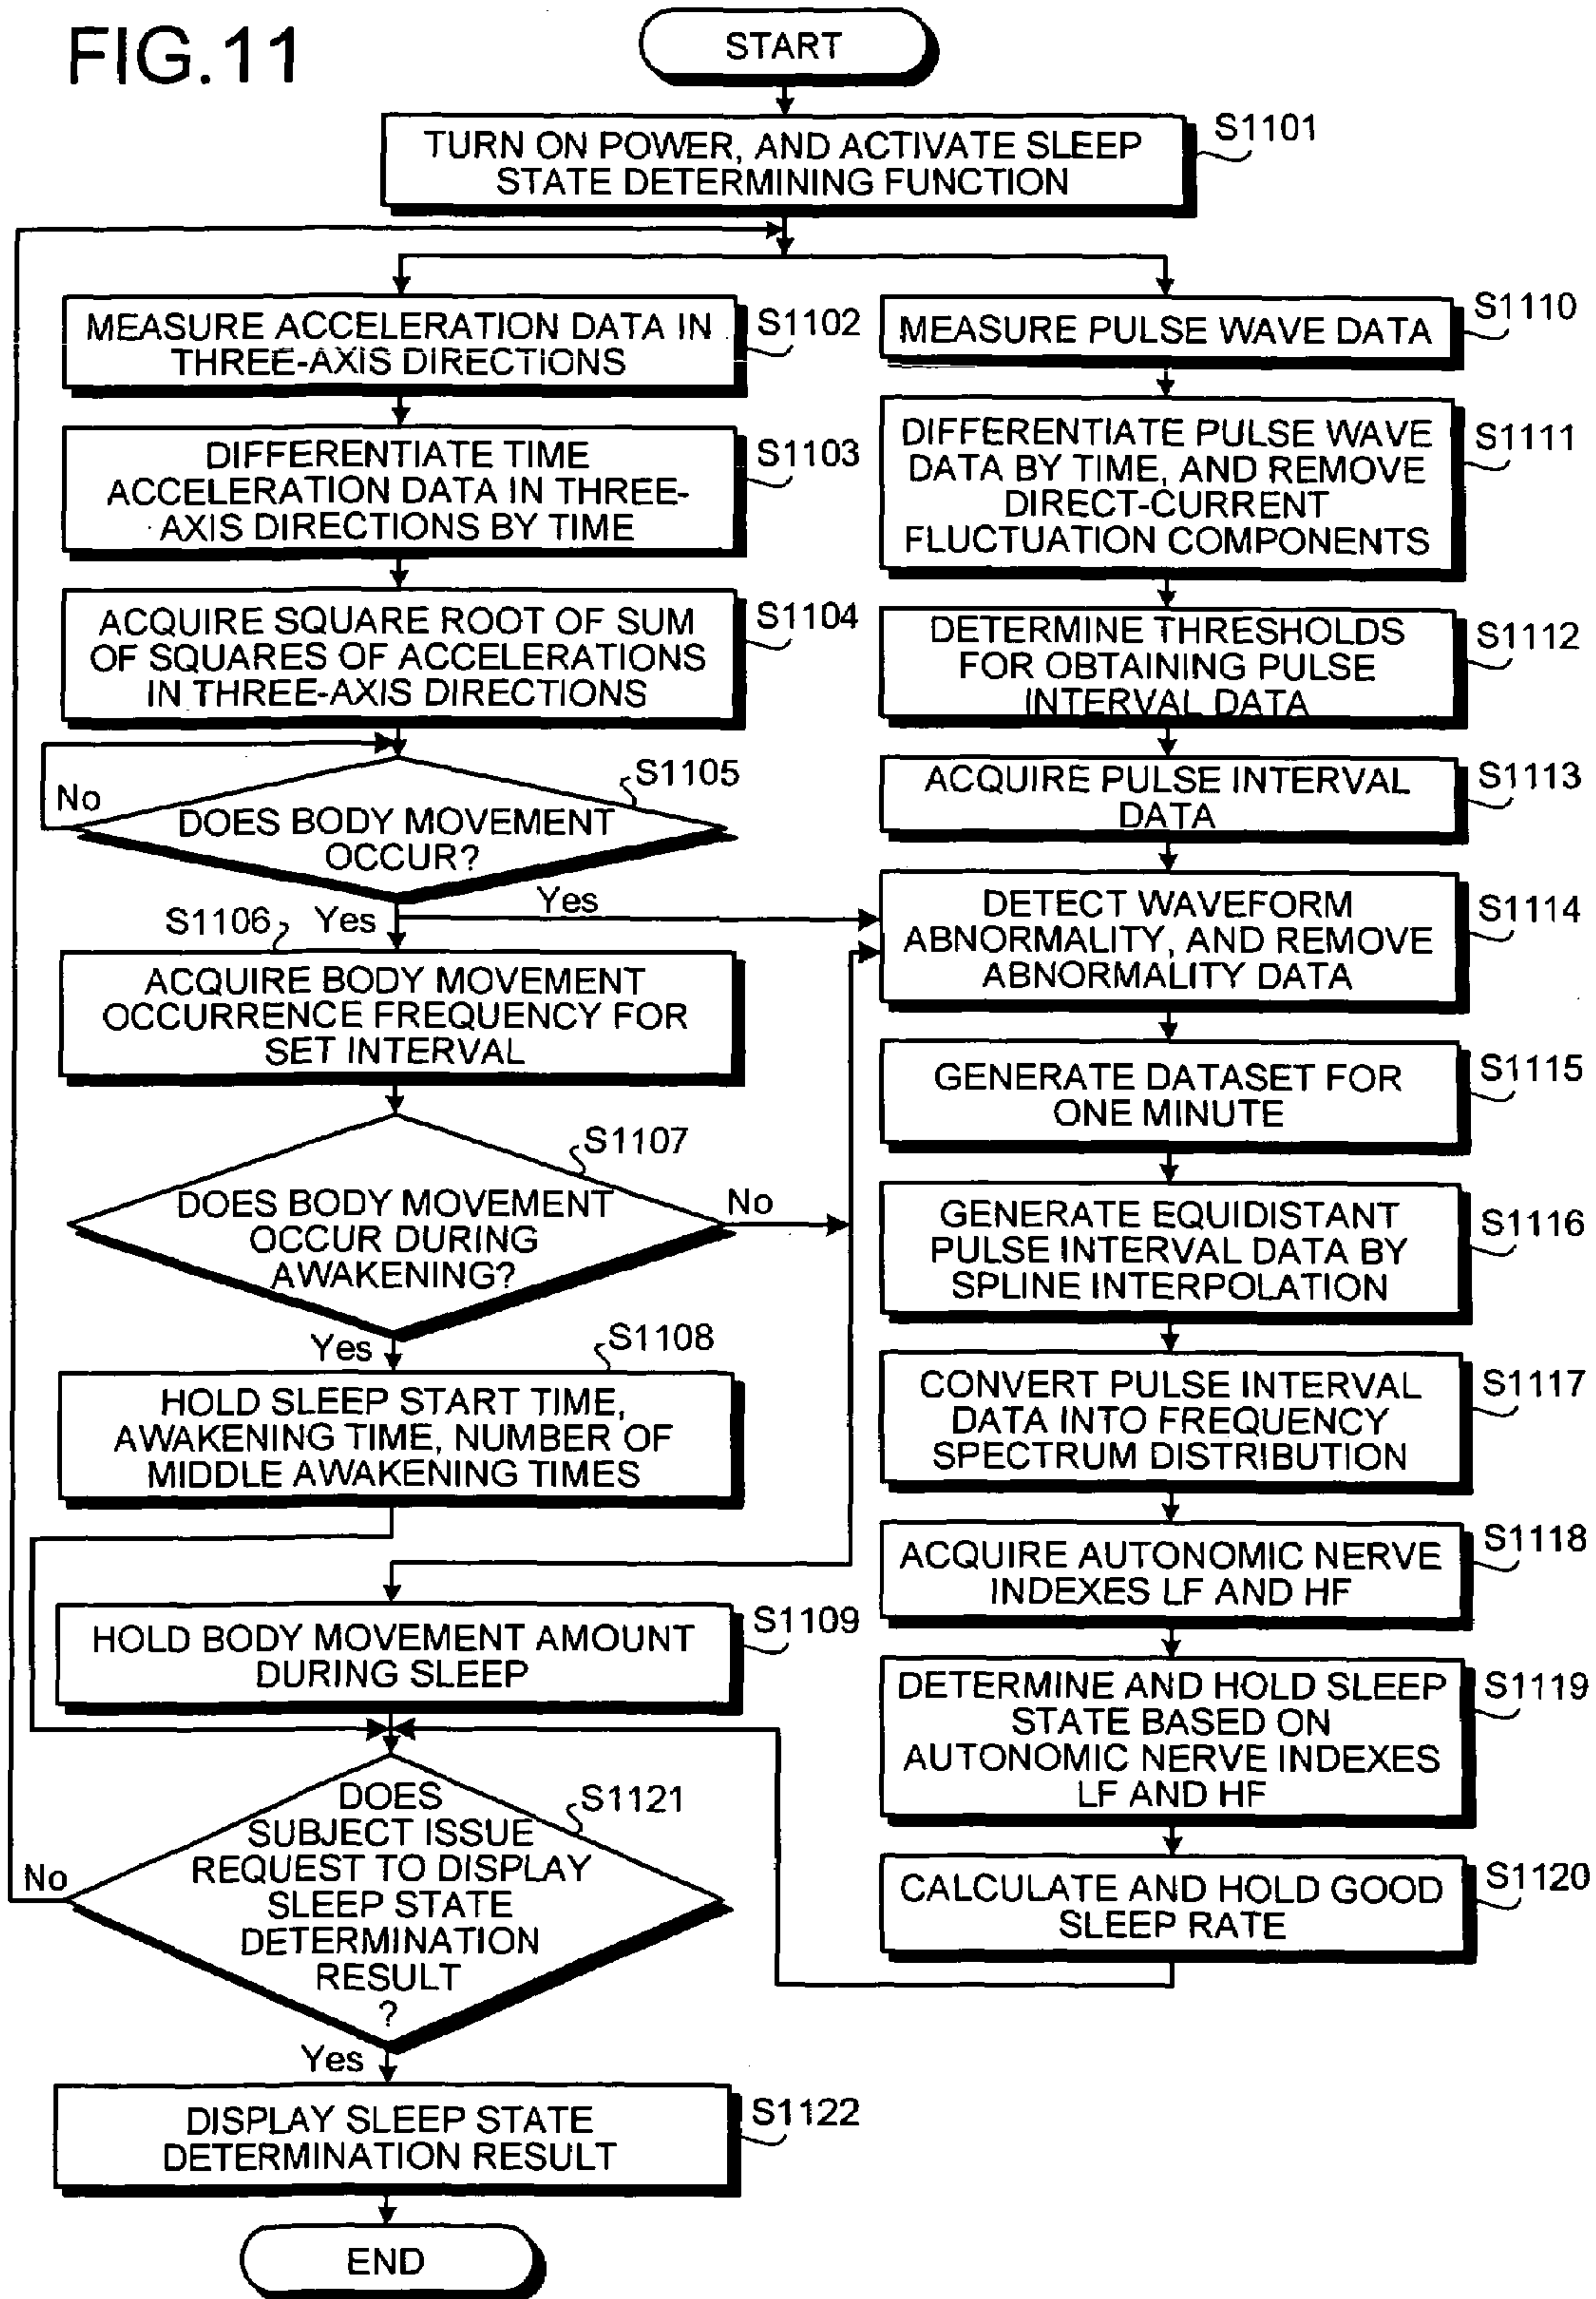 FIG.11
START
TURN ON POWER, AND ACTIVATE SLEEP
STATE DETERMINING FUNCTION
S1101
MEASURE ACCELERATION DATA IN
THREE-AXIS DIRECTIONS
S1102
DIFFERENTIATE TIME
ACCELERATION DATA IN THREE-
AXIS DIRECTIONS BY TIME
S1103
ACQUIRE SQUARE ROOT OF SUM
OF SQUARES OF ACCELERATIONS
IN THREE-AXIS DIRECTIONS
S1104
No
DOES BODY MOVEMENT
OCCUR?
S1105
Yes
Yes
S1106
ACQUIRE BODY MOVEMENT
OCCURRENCE FREQUENCY FOR
SET INTERVAL
DOES BODY MOVEMENT
OCCUR DURING
AWAKENING?
S1107
No
Yes
S1108
HOLD SLEEP START TIME,
AWAKENING TIME, NUMBER OF
MIDDLE AWAKENING TIMES
HOLD BODY MOVEMENT AMOUNT
DURING SLEEP
S1109
DOES
SUBJECT ISSUE
REQUEST TO DISPLAY
SLEEP STATE
DETERMINATION
RESULT
?
S1121
No
Yes
DISPLAY SLEEP STATE
DETERMINATION RESULT
S1122
END
MEASURE PULSE WAVE DATA
S1110
DIFFERENTIATE PULSE WAVE
DATA BY TIME, AND REMOVE
DIRECT-CURRENT
FLUCTUATION COMPONENTS
S1111
DETERMINE THRESHOLDS
FOR OBTAINING PULSE
INTERVAL DATA
S1112
ACQUIRE PULSE INTERVAL
DATA
S1113
DETECT WAVEFORM
ABNORMALITY, AND REMOVE
ABNORMALITY DATA
S1114
GENERATE DATASET FOR
ONE MINUTE
S1115
GENERATE EQUIDISTANT
PULSE INTERVAL DATA BY
SPLINE INTERPOLATION
S1116
CONVERT PULSE INTERVAL
DATA INTO FREQUENCY
SPECTRUM DISTRIBUTION
S1117
ACQUIRE AUTONOMIC NERVE
INDEXES LF AND HF
S1118
DETERMINE AND HOLD SLEEP
STATE BASED ON
AUTONOMIC NERVE INDEXES
LF AND HF
S1119
CALCULATE AND HOLD GOOD
SLEEP RATE
S1120